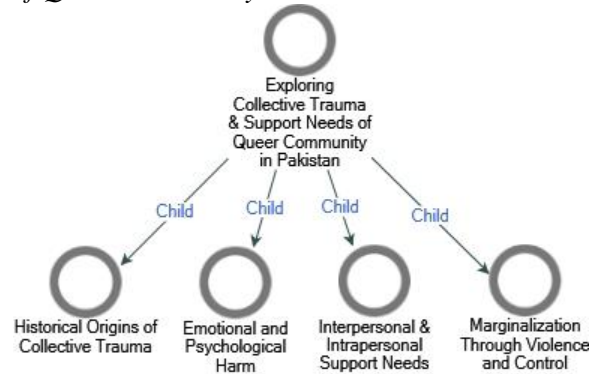 of
Exploring
Collective Trauma
& Support Needs of
Queer Community
in Pakistan
Child
Child
Child
Child
Historical Origins of
Collective Trauma
Emotional and
Psychological
Harm
Interpersonal &
Intrapersonal
Support Needs
Marginalization
Through Violence
and Control